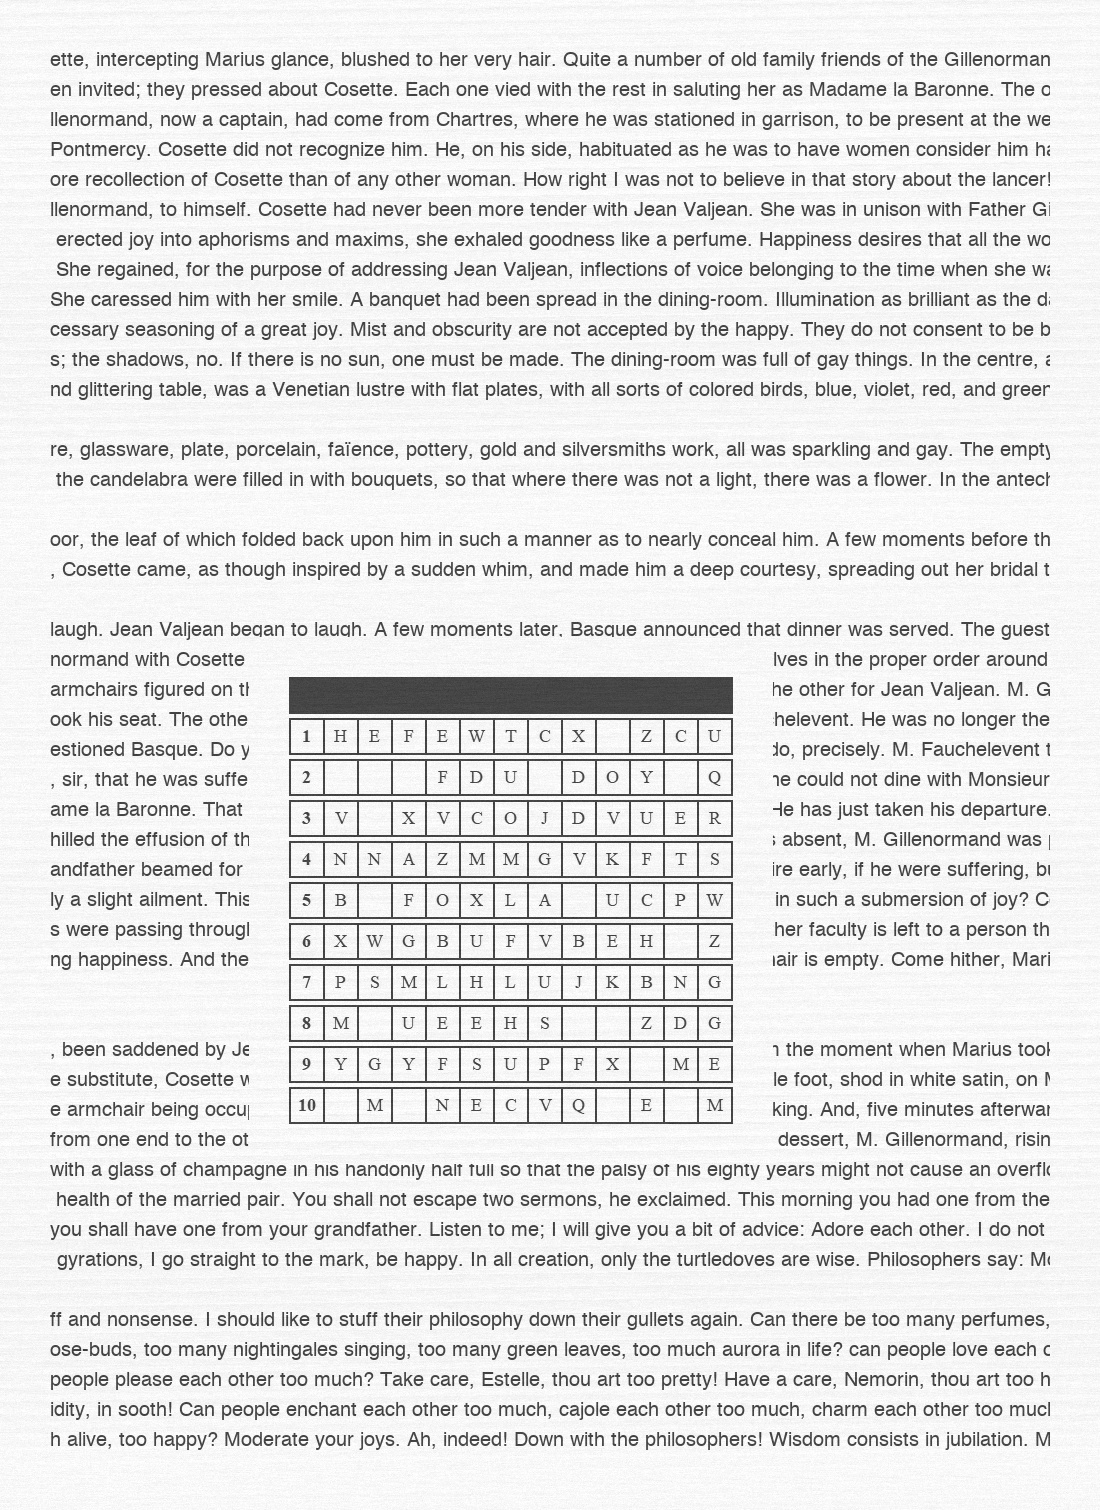 ette, intercepting Marius glance, blushed to her very hair. Quite a number of old family friends of the Gillenorman
en invited; they pressed about Cosette. Each one vied with the rest in saluting her as Madame la Baronne. The
llenormand, now a captain, had come from Chartres, where he was stationed in garrison, to be present at the we
Pontmercy. Cosette did not recognize him. He, on his side, habituated as he was to have women consider him
ore recollection of Cosette than of any other woman. How right I was not to believe in that story about the lancer!
llenormand, to himself. Cosette had never been more tender with Jean Valjean. She was in unison with Father
erected joy into aphorisms and maxims, she exhaled goodness like a perfume. Happiness desires that all the wo
She regained, for the purpose of addressing Jean Valjean, inflections of voice belonging to the time when she
She caressed him with her smile. A banquet had been spread in the dining-room. Illumination as brilliant as the
cessary seasoning of a great joy. Mist and obscurity are not accepted by the happy. They do not consent to be b
s; the shadows, no. If there is no sun, one must be made. The dining-room was full of gay things. In the centre,
nd glittering table, was a Venetian lustre with flat plates, with all sorts of colored birds, blue, violet, red, and green
re, glassware, plate, porcelain, faïence, pottery, gold and silversmiths work, all was sparkling and gay. The empty
the candelabra were filled in with bouquets, so that where there was not a light, there was a flower. In the antech
oor, the leaf of which folded back upon him in such a manner as to nearly conceal him. A few moments before th
, Cosette came, as though inspired by a sudden whim, and made him a deep courtesy, spreading out her bridal t
laugh. Jean Valjean began to laugh. A few moments later, Basque announced that dinner was served. The guest
normand with Cosette lves in the proper order around
armchairs figured on he other for Jean Valjean. M. G
ook his seat. The othe helevent. He was no longer the
estioned Basque. Do do, precisely. M. Fauchelevent
, sir, that he was suffe he could not dine with Monsieur
ame la Baronne. That He has just taken his departure.
hilled the effusion of absent, M. Gillenormand was
andfather beamed for ire early, if he were suffering,
ly a slight ailment. This in such a submersion of joy? C
s were passing through her faculty is left to a person th
ng happiness. And the air is empty. Come hither, Mari
, been saddened by the moment when Marius took
e substitute, Cosette le foot, shod in white satin, on
e armchair being king. And, five minutes afterwar
from one end to the ot dessert, M. Gillenormand, risin
with a glass of champagne in his handonly half full so that the palsy of his eighty years might not cause an
health of the married pair. You shall not escape two sermons, he exclaimed. This morning you had one from the
you shall have one from your grandfather. Listen to me; I will give you a bit of advice: Adore each other. I do not
gyrations, I go straight to the mark, be happy. In all creation, only the turtledoves are wise. Philosophers say:
ff and nonsense. I should like to stuff their philosophy down their gullets again. Can there be too many perfumes,
ose-buds, too many nightingales singing, too many green leaves, too much aurora in life? can people love each
people please each other too much? Take care, Estelle, thou art too pretty! Have a care, Nemorin, thou art too h
idity, in sooth! Can people enchant each other too much, cajole each other too much, charm each other too
h alive, too happy? Moderate your joys. Ah, indeed! Down with the philosophers! Wisdom consists in jubilation. M
1 H E F E W T C X Z C U
2 F D U D O Y Q
3 V X V C O J D V U E R
4 N N A Z M M G V K F T S
5 B F O X L A U C P W
6 X W G B U F V B E H Z
7 P S M L H L U J K B N G
8 M U E E H S Z D G
9 Y G Y F S U P F X M E
10 M N E C V Q E M